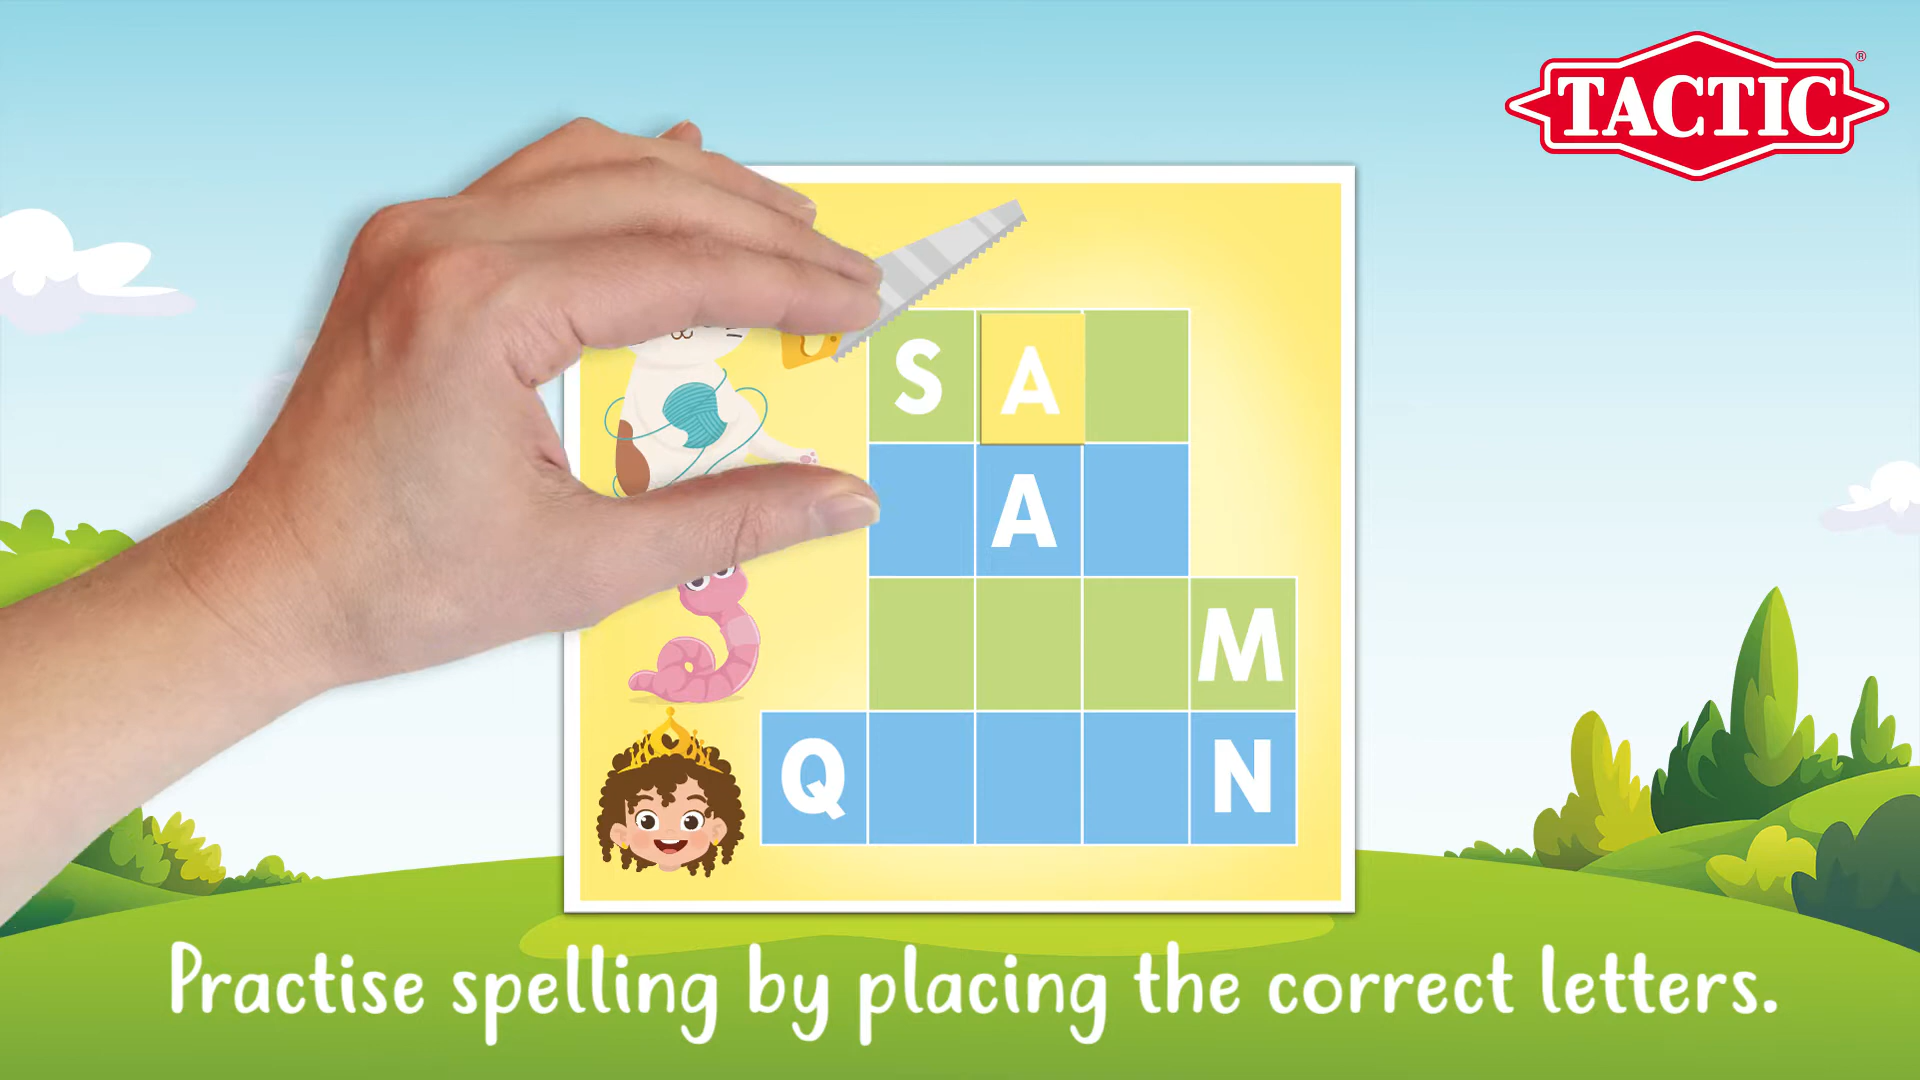 TACTIC®
S A
A
M
Q N
Practise spelling by placing the correct letters.